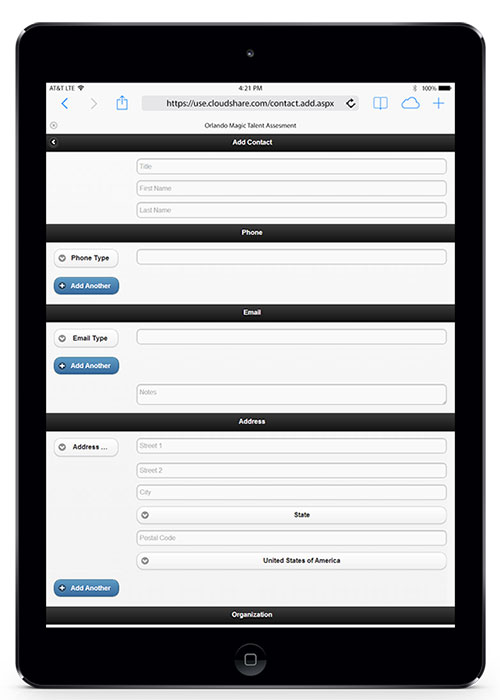 AT&T LTE 4:21 PM 100%
https://use.cloudshare.com/contact.add.aspx
Orlando Magic Talent Assesment
Add Contact
Title
First Name
Last Name
Phone
Phone Type
Add Another
Email
Email Type
Add Another
Notes
Address
Address ...
Street 1
Street 2
City
State
Postal Code
United States of America
Add Another
Organization